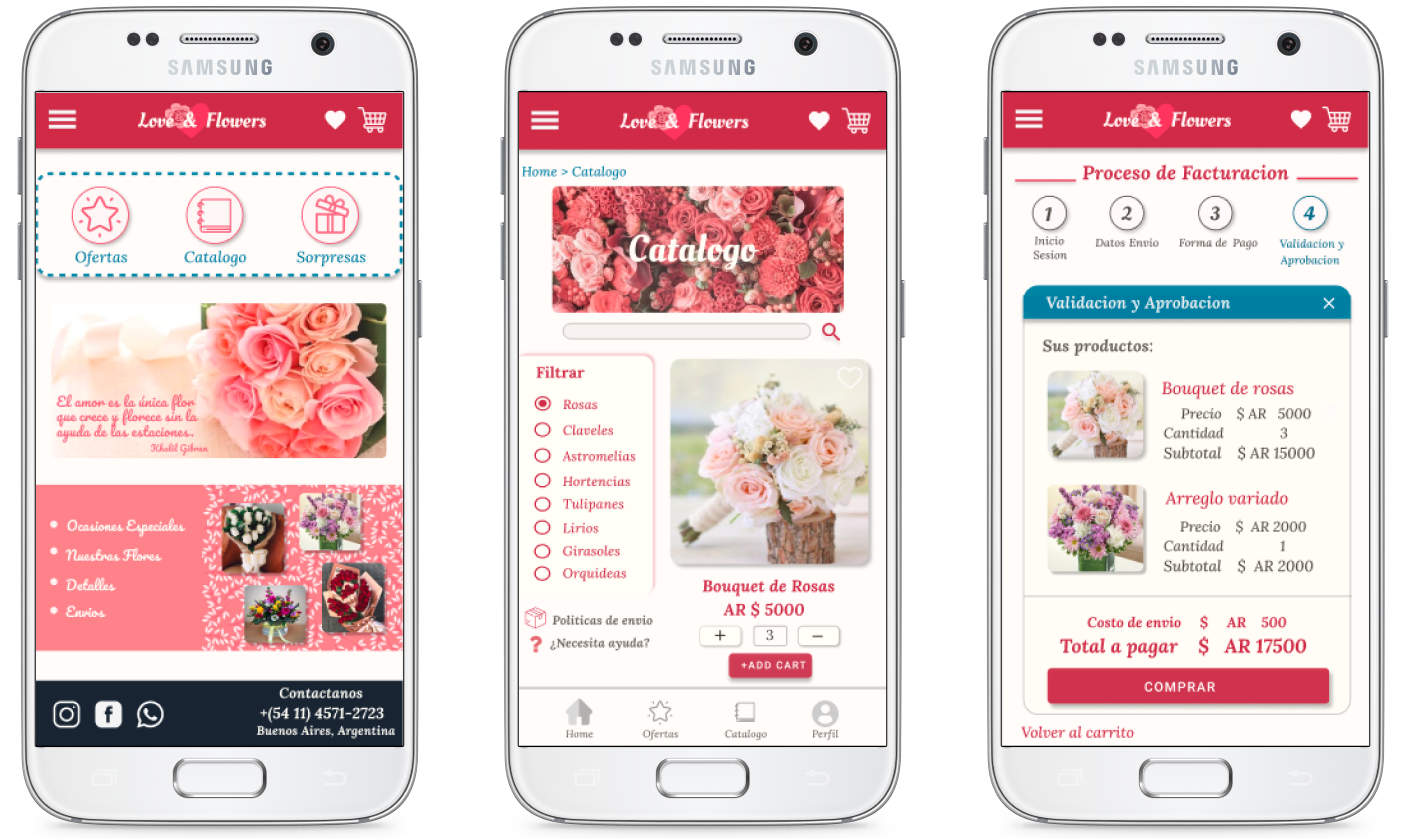 SAMSUNG
Love & Flowers
Ofertas
Catalogo
Sorpresas
El amor es la única flor
que crece y florece sin la
ayuda de las estaciones.
Khalil Gibran
Ocasiones Especiales
Nuestras Flores
Detalles
Envios
Contactanos
+(54 11) 4571-2723
Buenos Aires, Argentina
SAMSUNG
Love & Flowers
Home > Catalogo
Catalogo
Filtrar
Rosas
Claveles
Astromelias
Hortencias
Tulipanes
Lirios
Girasoles
Orquideas
Politicas de envio
? ¿Necesita ayuda?
Bouquet de Rosas
AR $ 5000
+ 3 −
+ADD CART
Home
Ofertas
Catalogo
Perfil
SAMSUNG
Love & Flowers
Proceso de Facturacion
1 2 3 4
Inicio
Sesion
Datos Envio
Forma de Pago
Validacion y
Aprobacion
Validacion y Aprobacion ×
Sus productos:
Bouquet de rosas
Precio $ AR 5000
Cantidad 3
Subtotal $ AR 15000
Arreglo variado
Precio $ AR 2000
Cantidad 1
Subtotal $ AR 2000
Costo de envio $ AR 500
Total a pagar $ AR 17500
COMPRAR
Volver al carrito